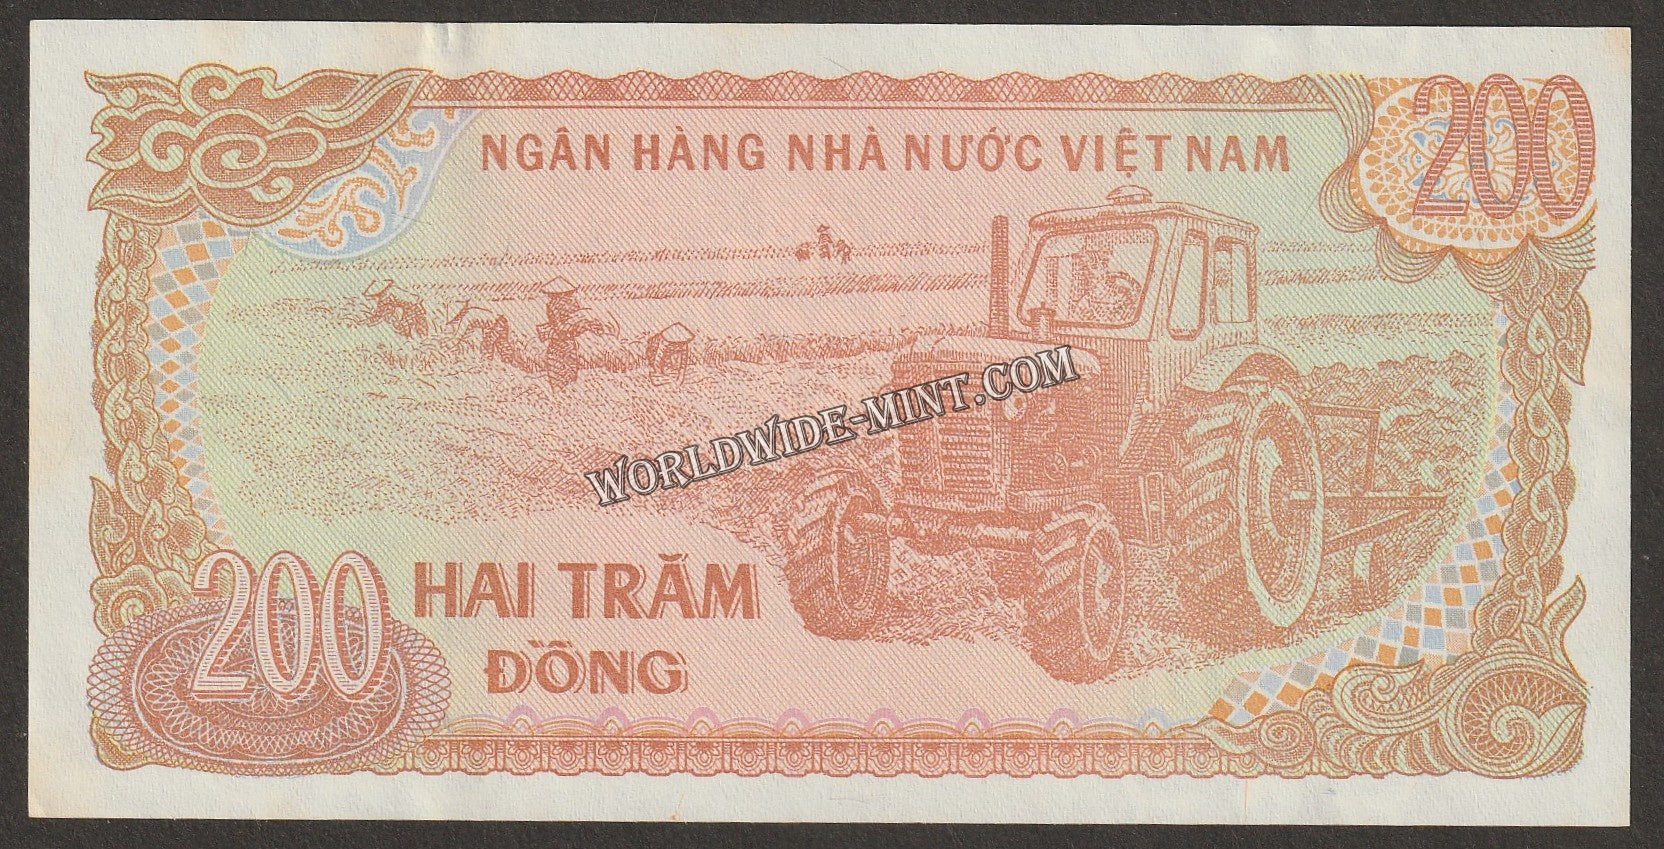 NGÂN HÀNG NHÀ NƯỚC VIỆT NAM
200
WORLDWIDE-MINT.COM
200
HAI TRĂM
ĐỒNG